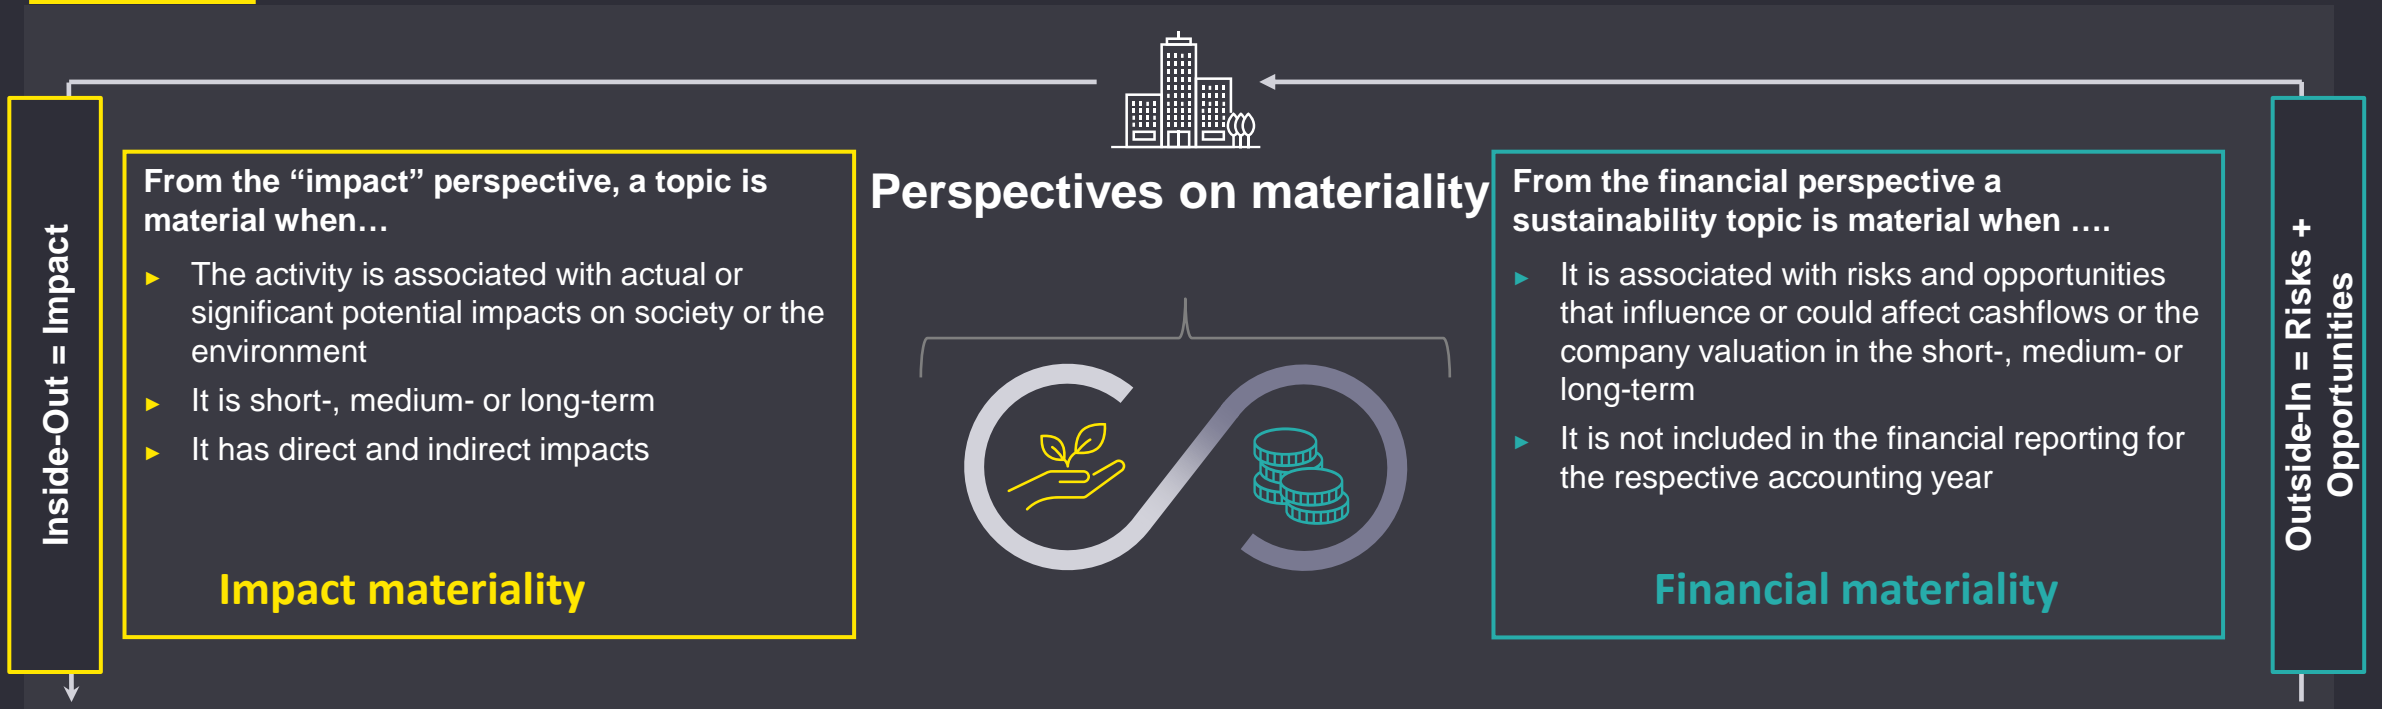 Inside-Out = Impact
From the “impact” perspective, a topic is
material when…
► The activity is associated with actual or
significant potential impacts on society or the
environment
► It is short-, medium- or long-term
► It has direct and indirect impacts
Impact materiality
Perspectives on materiality
From the financial perspective a
sustainability topic is material when ….
► It is associated with risks and opportunities
that influence or could affect cashflows or the
company valuation in the short-, medium- or
long-term
► It is not included in the financial reporting for
the respective accounting year
Financial materiality
Outside-In = Risks +
Opportunities